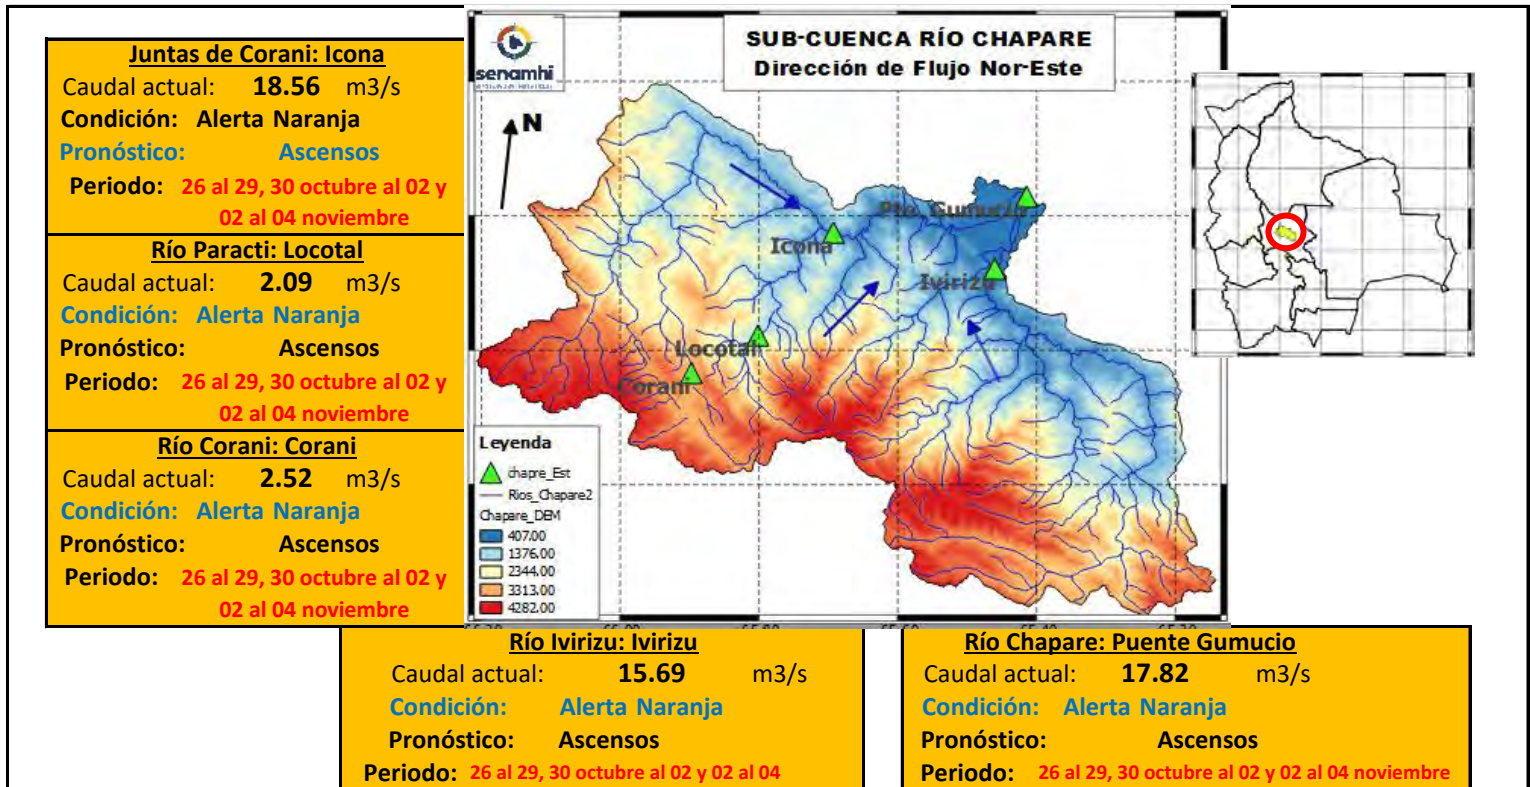 Juntas de Corani: Icona
Caudal actual: 18.56 m3/s
Condición: Alerta Naranja
Pronóstico: Ascensos
Periodo: 26 al 29, 30 octubre al 02 y
02 al 04 noviembre
Río Paracti: Locotal
Caudal actual: 2.09 m3/s
Condición: Alerta Naranja
Pronóstico: Ascensos
Periodo: 26 al 29, 30 octubre al 02 y
02 al 04 noviembre
Río Corani: Corani
Caudal actual: 2.52 m3/s
Condición: Alerta Naranja
Pronóstico: Ascensos
Periodo: 26 al 29, 30 octubre al 02 y
02 al 04 noviembre
senamhi
SUB-CUENCA RÍO CHAPARE
Dirección de Flujo Nor-Este
N
Pto. Gumucio
Icona
Ivirizu
Locotal
Corani
Leyenda
chapre_Est
Rios_Chapare2
Chapare_DEM
407.00
1376.00
2344.00
3313.00
4282.00
Río Ivirizu: Ivirizu
Caudal actual: 15.69 m3/s
Condición: Alerta Naranja
Pronóstico: Ascensos
Periodo: 26 al 29, 30 octubre al 02 y 02 al 04
Río Chapare: Puente Gumucio
Caudal actual: 17.82 m3/s
Condición: Alerta Naranja
Pronóstico: Ascensos
Periodo: 26 al 29, 30 octubre al 02 y 02 al 04 noviembre